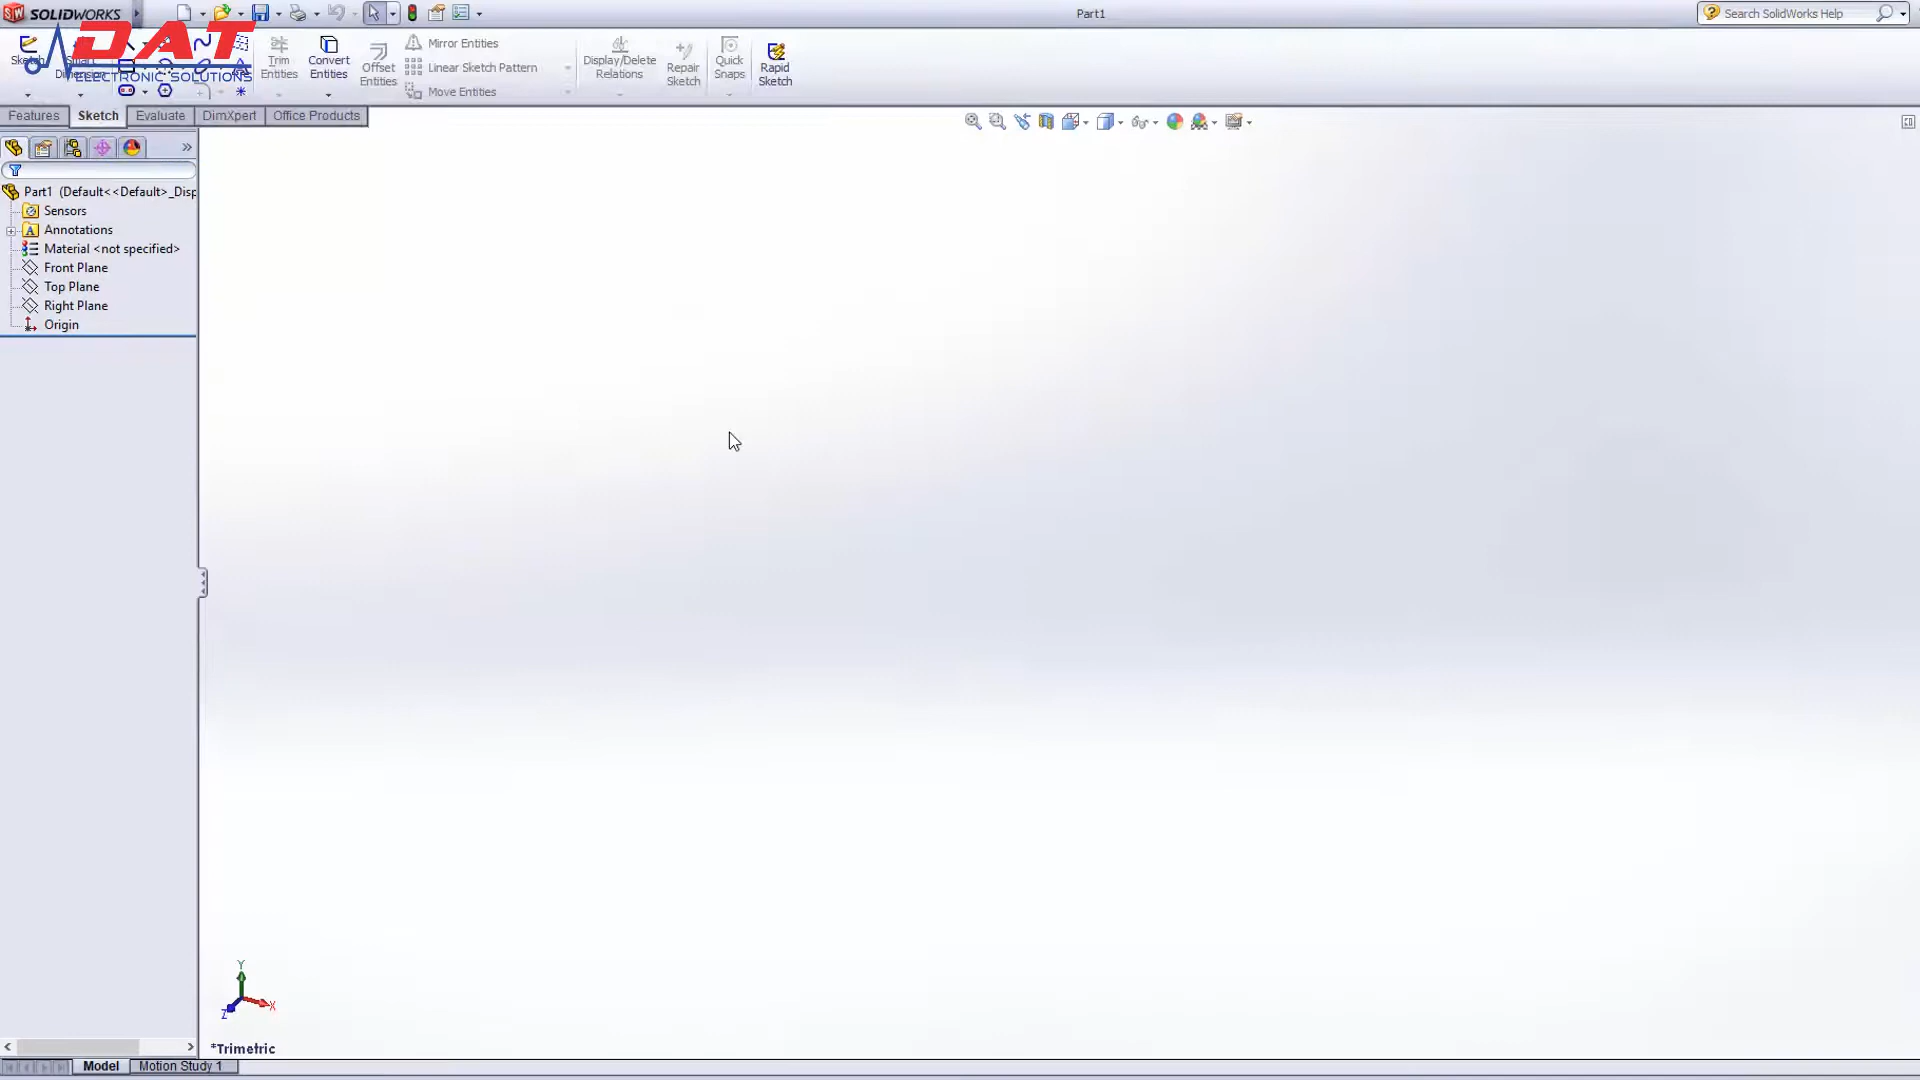 SOLIDWORKS
Part1
Search SolidWorks Help
DAT
ELECTRONIC SOLUTIONS
Sketch
Trim
Entities
Convert
Entities
Offset
Entities
Mirror Entities
Linear Sketch Pattern
Move Entities
Display/Delete
Relations
Repair
Sketch
Quick
Snaps
Rapid
Sketch
Features
Sketch
Evaluate
DimXpert
Office Products
Part1 (Default<<Default>_Disp
Sensors
Annotations
Material <not specified>
Front Plane
Top Plane
Right Plane
Origin
Y
X
Z
*Trimetric
Model
Motion Study 1